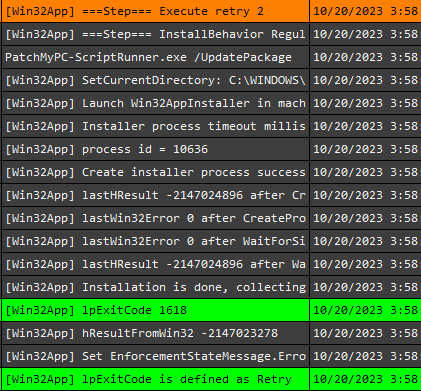 [Win32App] ===Step=== Execute retry 2 10/20/2023 3:58
[Win32App] ===Step=== InstallBehavior Regul 10/20/2023 3:58
PatchMyPC-ScriptRunner.exe /UpdatePackage 10/20/2023 3:58
[Win32App] SetCurrentDirectory: C:\WINDOWS\ 10/20/2023 3:58
[Win32App] Launch Win32AppInstaller in mach 10/20/2023 3:58
[Win32App] Installer process timeout millis 10/20/2023 3:58
[Win32App] process id = 10636 10/20/2023 3:58
[Win32App] Create installer process success 10/20/2023 3:58
[Win32App] lastHResult -2147024896 after Cr 10/20/2023 3:58
[Win32App] lastWin32Error 0 after CreatePro 10/20/2023 3:58
[Win32App] lastWin32Error 0 after WaitForSi 10/20/2023 3:58
[Win32App] lastHResult -2147024896 after Wa 10/20/2023 3:58
[Win32App] Installation is done, collecting 10/20/2023 3:58
[Win32App] lpExitCode 1618 10/20/2023 3:58
[Win32App] hResultFromWin32 -2147023278 10/20/2023 3:58
[Win32App] Set EnforcementStateMessage.Erro 10/20/2023 3:58
[Win32App] lpExitCode is defined as Retry 10/20/2023 3:58